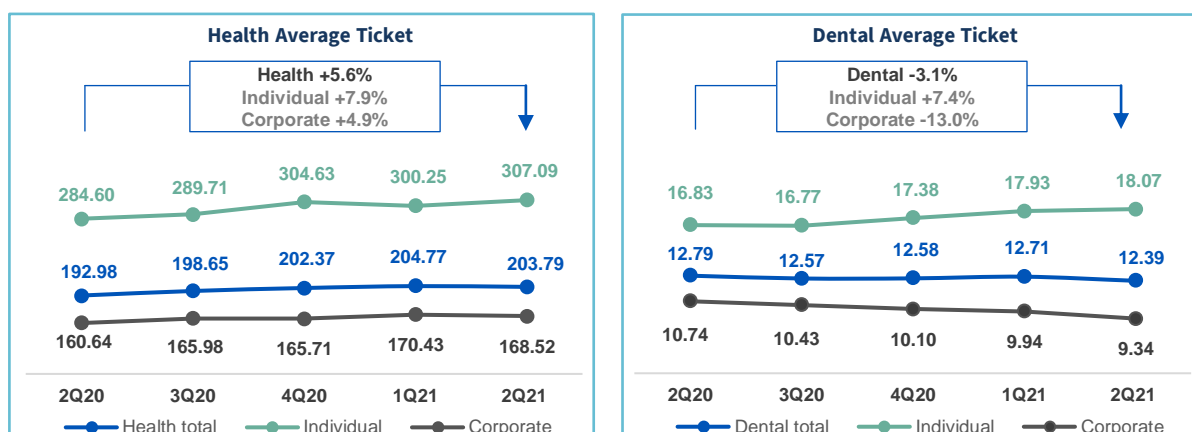 Health Average Ticket
Health +5.6%
Individual +7.9%
Corporate +4.9%
284.60 289.71 304.63 300.25 307.09
192.98 198.65 202.37 204.77 203.79
160.64 165.98 165.71 170.43 168.52
2Q20 3Q20 4Q20 1Q21 2Q21
Health total Individual Corporate
Dental Average Ticket
Dental -3.1%
Individual +7.4%
Corporate -13.0%
16.83 16.77 17.38 17.93 18.07
12.79 12.57 12.58 12.71 12.39
10.74 10.43 10.10 9.94 9.34
2Q20 3Q20 4Q20 1Q21 2Q21
Dental total Individual Corporate